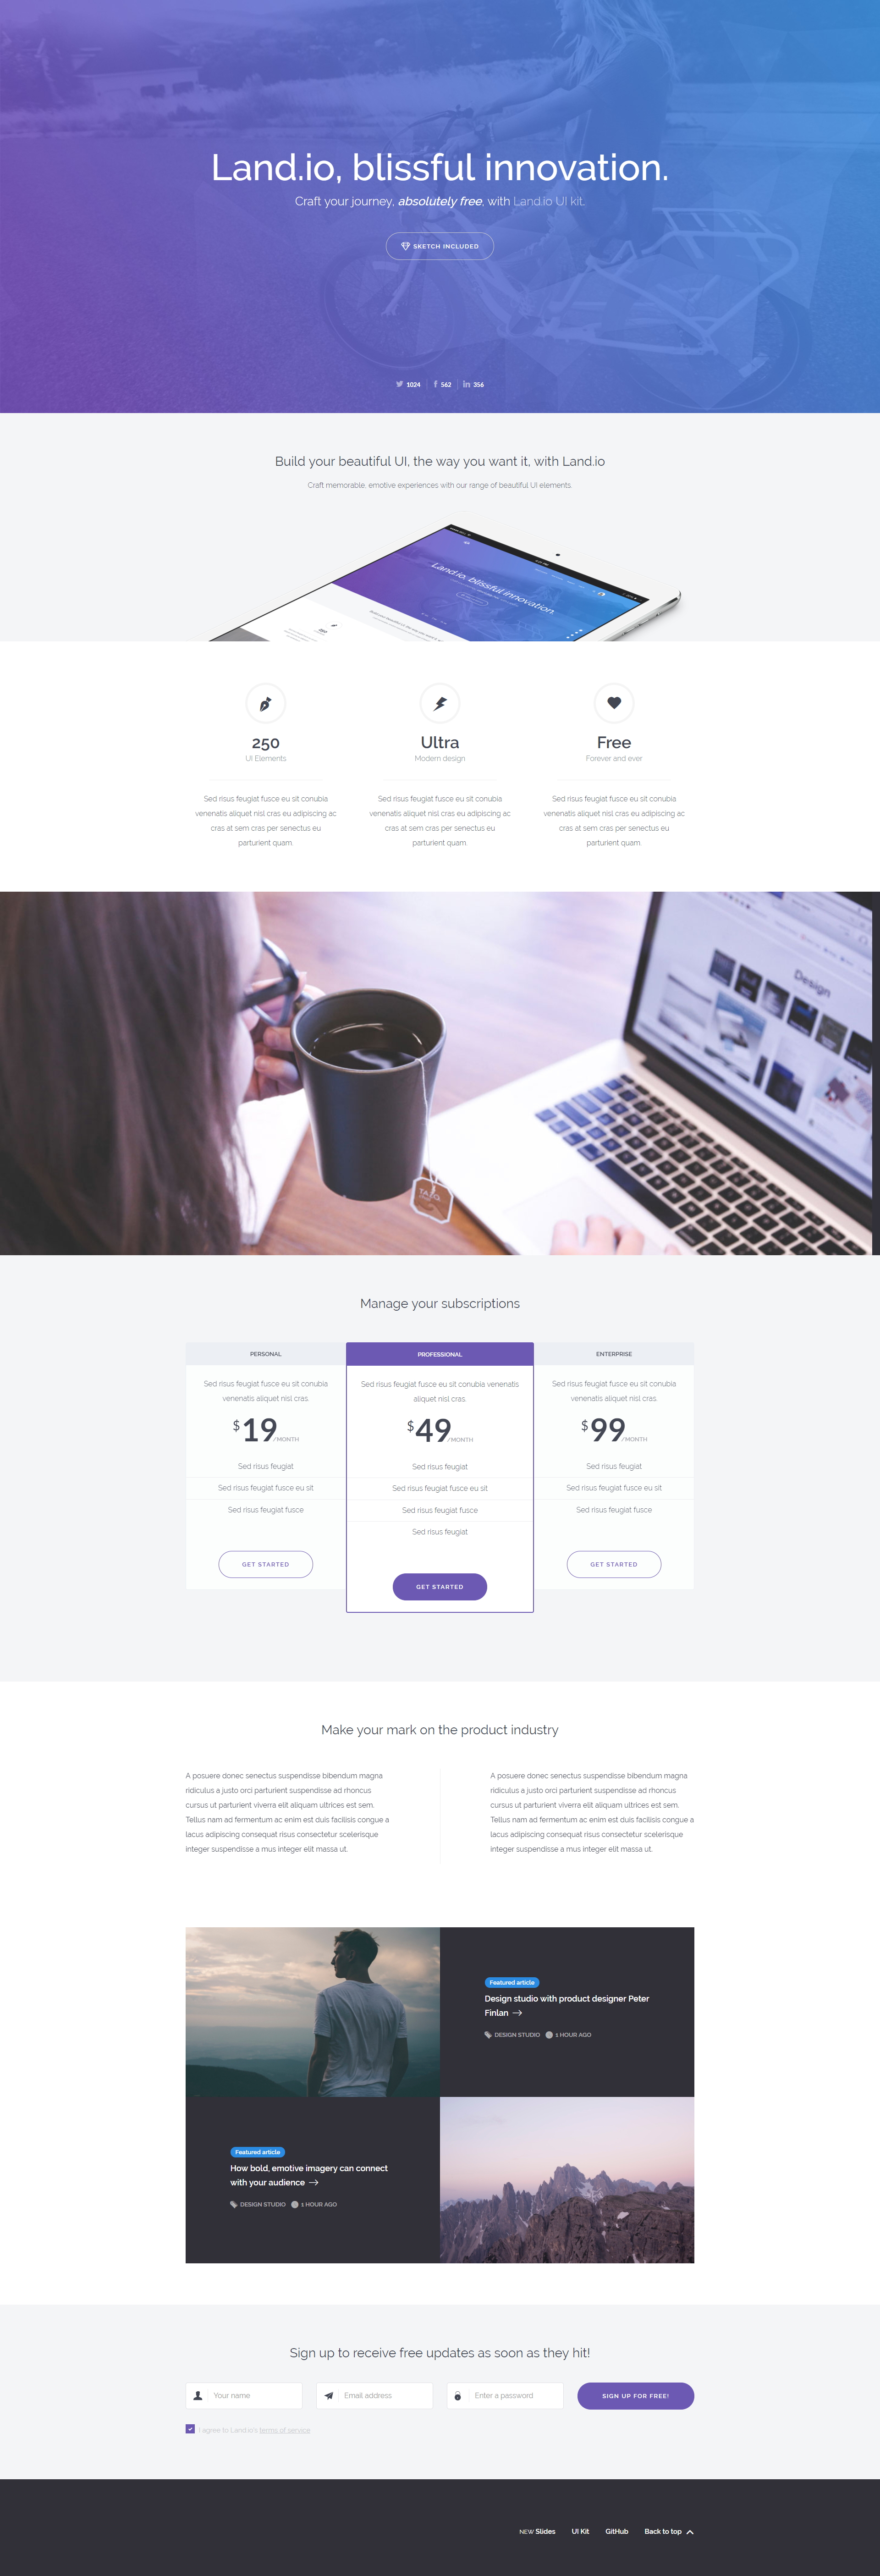 Land.io, blissful innovation.
Craft your journey, absolutely free, with Land.io UI kit.
SKETCH INCLUDED
1024 562 356
Build your beautiful UI, the way you want it, with Land.io
Craft memorable, emotive experiences with our range of beautiful UI elements.
Land.io, blissful innovation.
250
UI Elements
Sed risus feugiat fusce eu sit conubia
venenatis aliquet nisl cras eu adipiscing ac
cras at sem cras per senectus eu
parturient quam.
Ultra
Modern design
Sed risus feugiat fusce eu sit conubia
venenatis aliquet nisl cras eu adipiscing ac
cras at sem cras per senectus eu
parturient quam.
Free
Forever and ever
Sed risus feugiat fusce eu sit conubia
venenatis aliquet nisl cras eu adipiscing ac
cras at sem cras per senectus eu
parturient quam.
Design
Manage your subscriptions
PERSONAL
Sed risus feugiat fusce eu sit conubia
venenatis aliquet nisl cras.
$19/MONTH
Sed risus feugiat
Sed risus feugiat fusce eu sit
Sed risus feugiat fusce
GET STARTED
PROFESSIONAL
Sed risus feugiat fusce eu sit conubia venenatis
aliquet nisl cras.
$49/MONTH
Sed risus feugiat
Sed risus feugiat fusce eu sit
Sed risus feugiat fusce
Sed risus feugiat
GET STARTED
ENTERPRISE
Sed risus feugiat fusce eu sit conubia
venenatis aliquet nisl cras.
$99/MONTH
Sed risus feugiat
Sed risus feugiat fusce eu sit
Sed risus feugiat fusce
GET STARTED
Make your mark on the product industry
A posuere donec senectus suspendisse bibendum magna
ridiculus a justo orci parturient suspendisse ad rhoncus
cursus ut parturient viverra elit aliquam ultrices est sem.
Tellus nam ad fermentum ac enim est duis facilisis congue a
lacus adipiscing consequat risus consectetur scelerisque
integer suspendisse a mus integer elit massa ut.
A posuere donec senectus suspendisse bibendum magna
ridiculus a justo orci parturient suspendisse ad rhoncus
cursus ut parturient viverra elit aliquam ultrices est sem.
Tellus nam ad fermentum ac enim est duis facilisis congue a
lacus adipiscing consequat risus consectetur scelerisque
integer suspendisse a mus integer elit massa ut.
Featured article
Design studio with product designer Peter
Finlan
DESIGN STUDIO 1 HOUR AGO
Featured article
How bold, emotive imagery can connect
with your audience
DESIGN STUDIO 1 HOUR AGO
Sign up to receive free updates as soon as they hit!
Your name
Email address
Enter a password
SIGN UP FOR FREE!
I agree to Land.io's terms of service
NEW Slides UI Kit GitHub Back to top